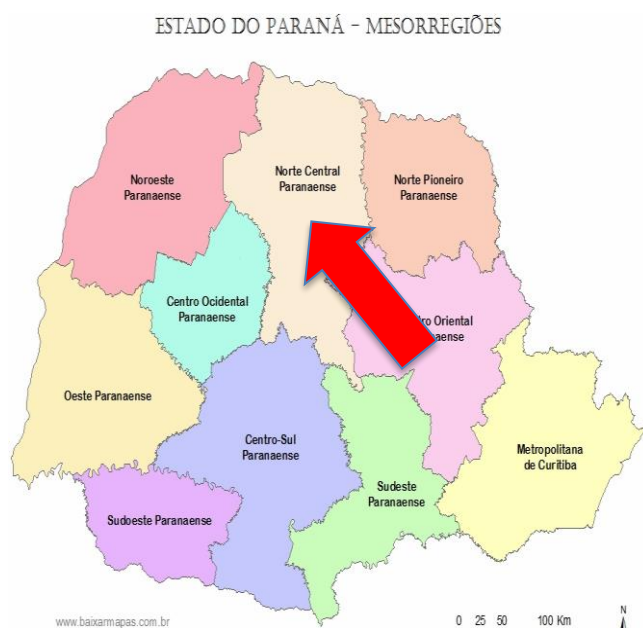 ESTADO DO PARANÁ - MESORREGIÕES
Noroeste
Paranaense
Norte Central
Paranaense
Norte Pioneiro
Paranaense
Centro Ocidental
Paranaense
Oriental
Oeste Paranaense
Centro-Sul
Paranaense
Metropolitana
de Curitiba
Sudeste
Paranaense
Sudoeste Paranaense
www.baixarmapas.com.br
0 25 50 100 Km
N